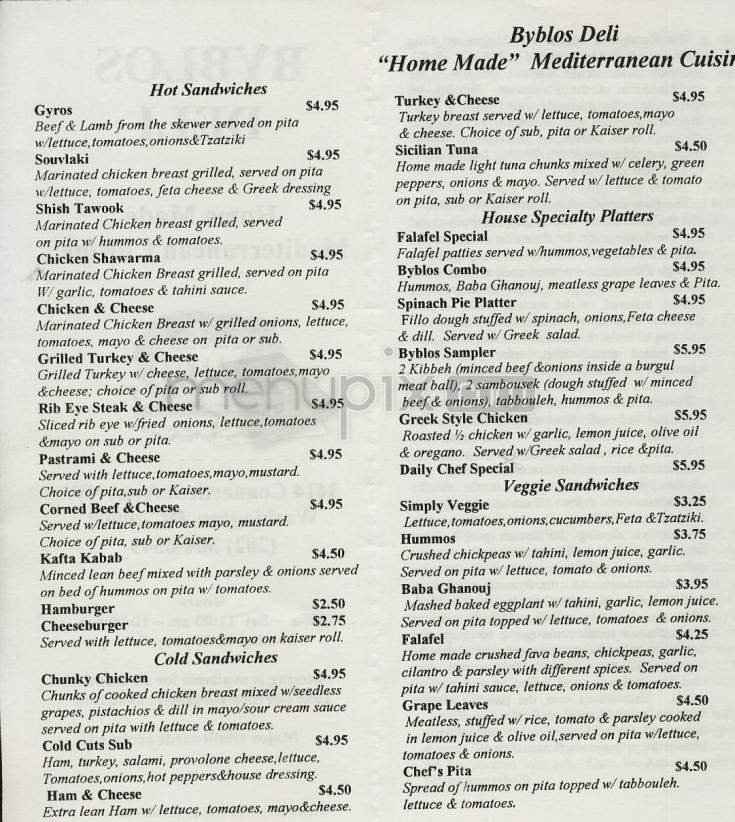 Hot Sandwiches
Gyros $4.95
Beef & Lamb from the skewer served on pita
w/lettuce,tomatoes,onions&Tzatziki
Souvlaki $4.95
Marinated chicken breast grilled, served on pita
w/lettuce, tomatoes, feta cheese & Greek dressing
Shish Tawook $4.95
Marinated Chicken breast grilled, served
on pita w/ hummos & tomatoes.
Chicken Shawarma $4.95
Marinated Chicken Breast grilled, served on pita
W/ garlic, tomatoes & tahini sauce.
Chicken & Cheese $4.95
Marinated Chicken Breast w/ grilled onions, lettuce,
tomatoes, mayo & cheese on pita or sub.
Grilled Turkey & Cheese $4.95
Grilled Turkey w/ cheese, lettuce, tomatoes,mayo
&cheese; choice of pita or sub roll.
Rib Eye Steak & Cheese $4.95
Sliced rib eye w/fried onions, lettuce,tomatoes
&mayo on sub or pita.
Pastrami & Cheese $4.95
Served with lettuce,tomatoes,mayo,mustard.
Choice of pita,sub or Kaiser.
Corned Beef &Cheese $4.95
Served w/lettuce,tomatoes mayo, mustard.
Choice of pita, sub or Kaiser.
Kafta Kabab $4.50
Minced lean beef mixed with parsley & onions served
on bed of hummos on pita w/ tomatoes.
Hamburger $2.50
Cheeseburger $2.75
Served with lettuce, tomatoes&mayo on kaiser roll.
Cold Sandwiches
Chunky Chicken $4.95
Chunks of cooked chicken breast mixed w/seedless
grapes, pistachios & dill in mayo/sour cream sauce
served on pita with lettuce & tomatoes.
Cold Cuts Sub $4.95
Ham, turkey, salami, provolone cheese,lettuce,
Tomatoes,onions,hot peppers&house dressing.
Ham & Cheese $4.50
Extra lean Ham w/ lettuce, tomatoes, mayo&cheese.
Byblos Deli
"Home Made" Mediterranean Cuisin
Turkey &Cheese $4.95
Turkey breast served w/ lettuce, tomatoes,mayo
& cheese. Choice of sub, pita or Kaiser roll.
Sicilian Tuna $4.50
Home made light tuna chunks mixed w/ celery, green
peppers, onions & mayo. Served w/ lettuce & tomato
on pita, sub or Kaiser roll.
House Specialty Platters
Falafel Special $4.95
Falafel patties served w/hummos,vegetables & pita.
Byblos Combo $4.95
Hummos, Baba Ghanouj, meatless grape leaves & Pita.
Spinach Pie Platter $4.95
Fillo dough stuffed w/ spinach, onions,Feta cheese
& dill. Served w/ Greek salad.
Byblos Sampler $5.95
2 Kibbeh (minced beef &onions inside a burgul
meat ball), 2 sambousek (dough stuffed w/ minced
beef & onions), tabbouleh, hummos & pita.
Greek Style Chicken $5.95
Roasted ½ chicken w/ garlic, lemon juice, olive oil
& oregano. Served w/Greek salad , rice &pita.
Daily Chef Special $5.95
Veggie Sandwiches
Simply Veggie $3.25
Lettuce,tomatoes,onions,cucumbers,Feta &Tzatziki.
Hummos $3.75
Crushed chickpeas w/ tahini, lemon juice, garlic.
Served on pita w/ lettuce, tomato & onions.
Baba Ghanouj $3.95
Mashed baked eggplant w/ tahini, garlic, lemon juice.
Served on pita topped w/ lettuce, tomatoes & onions.
Falafel $4.25
Home made crushed fava beans, chickpeas, garlic,
cilantro & parsley with different spices. Served on
pita w/ tahini sauce, lettuce, onions & tomatoes.
Grape Leaves $4.50
Meatless, stuffed w/ rice, tomato & parsley cooked
in lemon juice & olive oil,served on pita w/lettuce,
tomatoes & onions.
Chef's Pita $4.50
Spread of hummos on pita topped w/ tabbouleh.
lettuce & tomatoes.